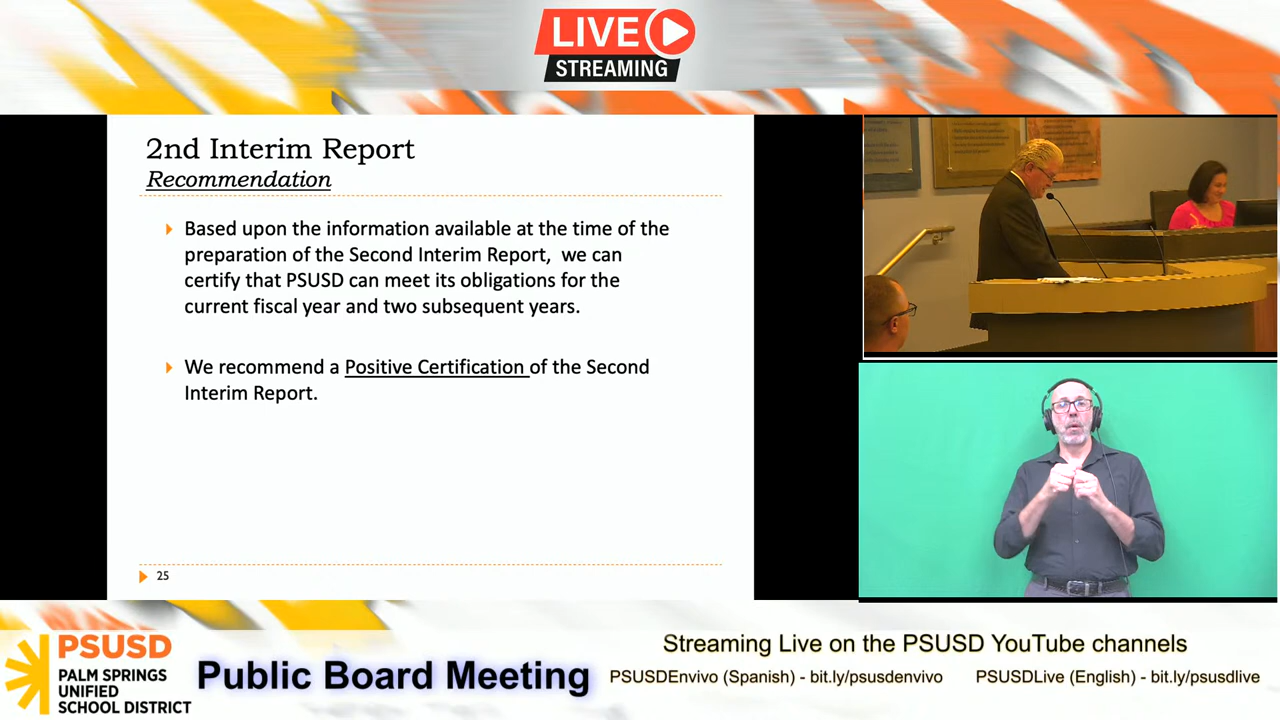 LIVE
STREAMING
2nd Interim Report
Recommendation
Based upon the information available at the time of the
preparation of the Second Interim Report, we can
certify that PSUSD can meet its obligations for the
current fiscal year and two subsequent years.
We recommend a Positive Certification of the Second
Interim Report.
25
PSUSD
PALM SPRINGS
UNIFIED
SCHOOL DISTRICT
Public Board Meeting
Streaming Live on the PSUSD YouTube channels
PSUSDEnvivo (Spanish) - bit.ly/psusdenvivo
PSUSDLive (English) - bit.ly/psusdlive